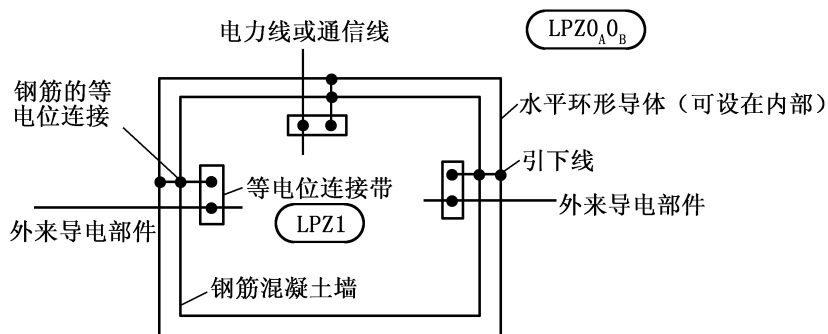 电力线或通信线
LPZ0A0B
钢筋的等
电位连接
水平环形导体（可设在内部）
引下线
等电位连接带
外来导电部件
LPZ1
外来导电部件
钢筋混凝土墙